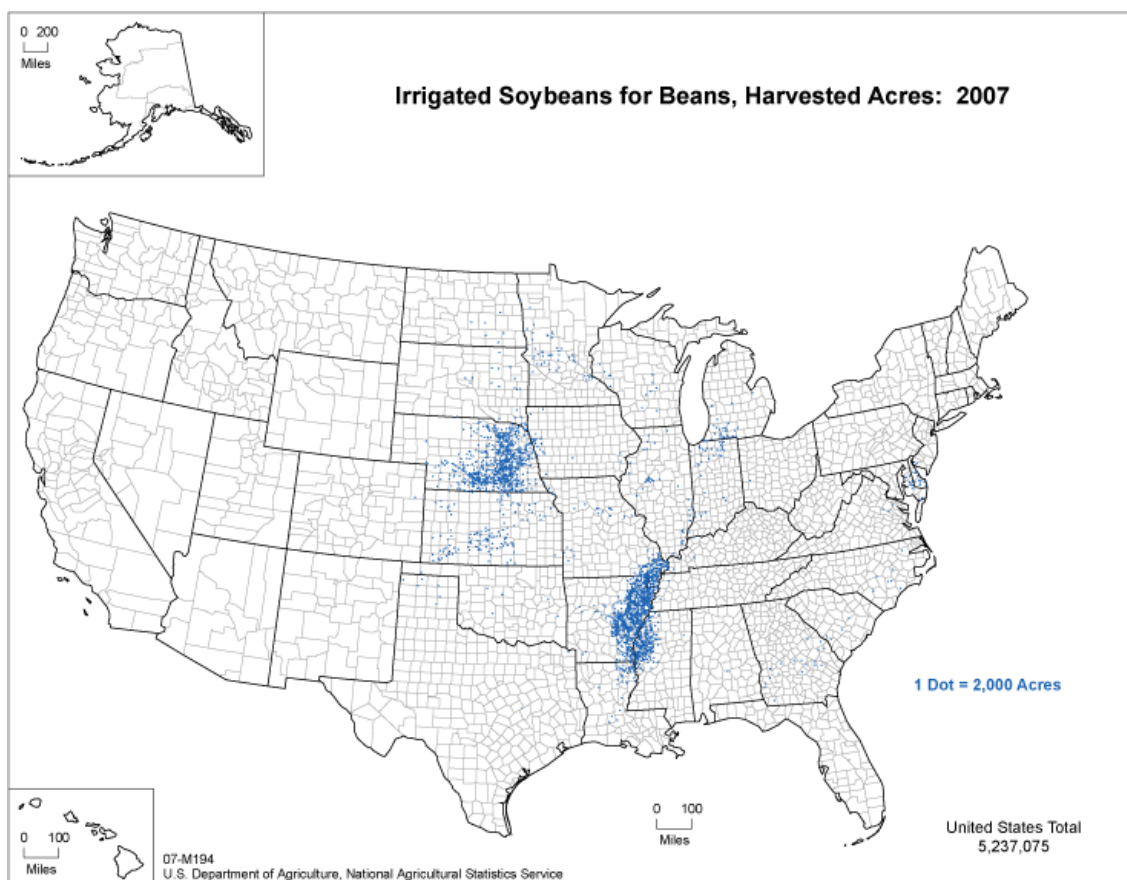 0 200
Miles
Irrigated Soybeans for Beans, Harvested Acres: 2007
1 Dot = 2,000 Acres
0 100
Miles
0 100
Miles
United States Total
5,237,075
07-M194
U.S. Department of Agriculture, National Agricultural Statistics Service